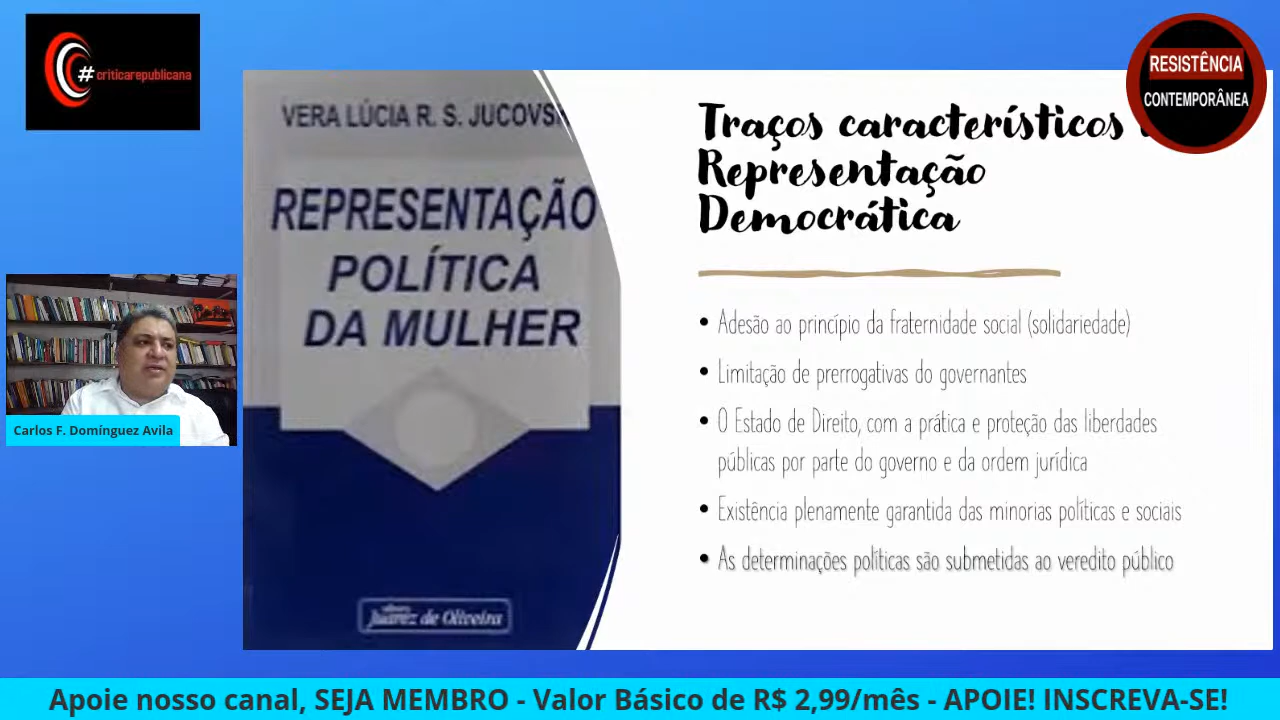 #criticarepublicana
RESISTÊNCIA
CONTEMPORÂNEA
VERA LÚCIA R. S.
REPRESENTAÇÃO
POLÍTICA
DA MULHER
editora
Juarez de Oliveira
Traços característicos
Representação
Democrática
• Adesão ao princípio da fraternidade social (solidariedade)
• Limitação de prerrogativas do governantes
• O Estado de Direito, com a prática e proteção das liberdades
públicas por parte do governo e da ordem jurídica
• Existência plenamente garantida das minorias políticas e sociais
• As determinações políticas são submetidas ao veredito público
Carlos F. Domínguez Avila
Apoie nosso canal, SEJA MEMBRO - Valor Básico de R$ 2,99/mês - APOIE! INSCREVA-SE!